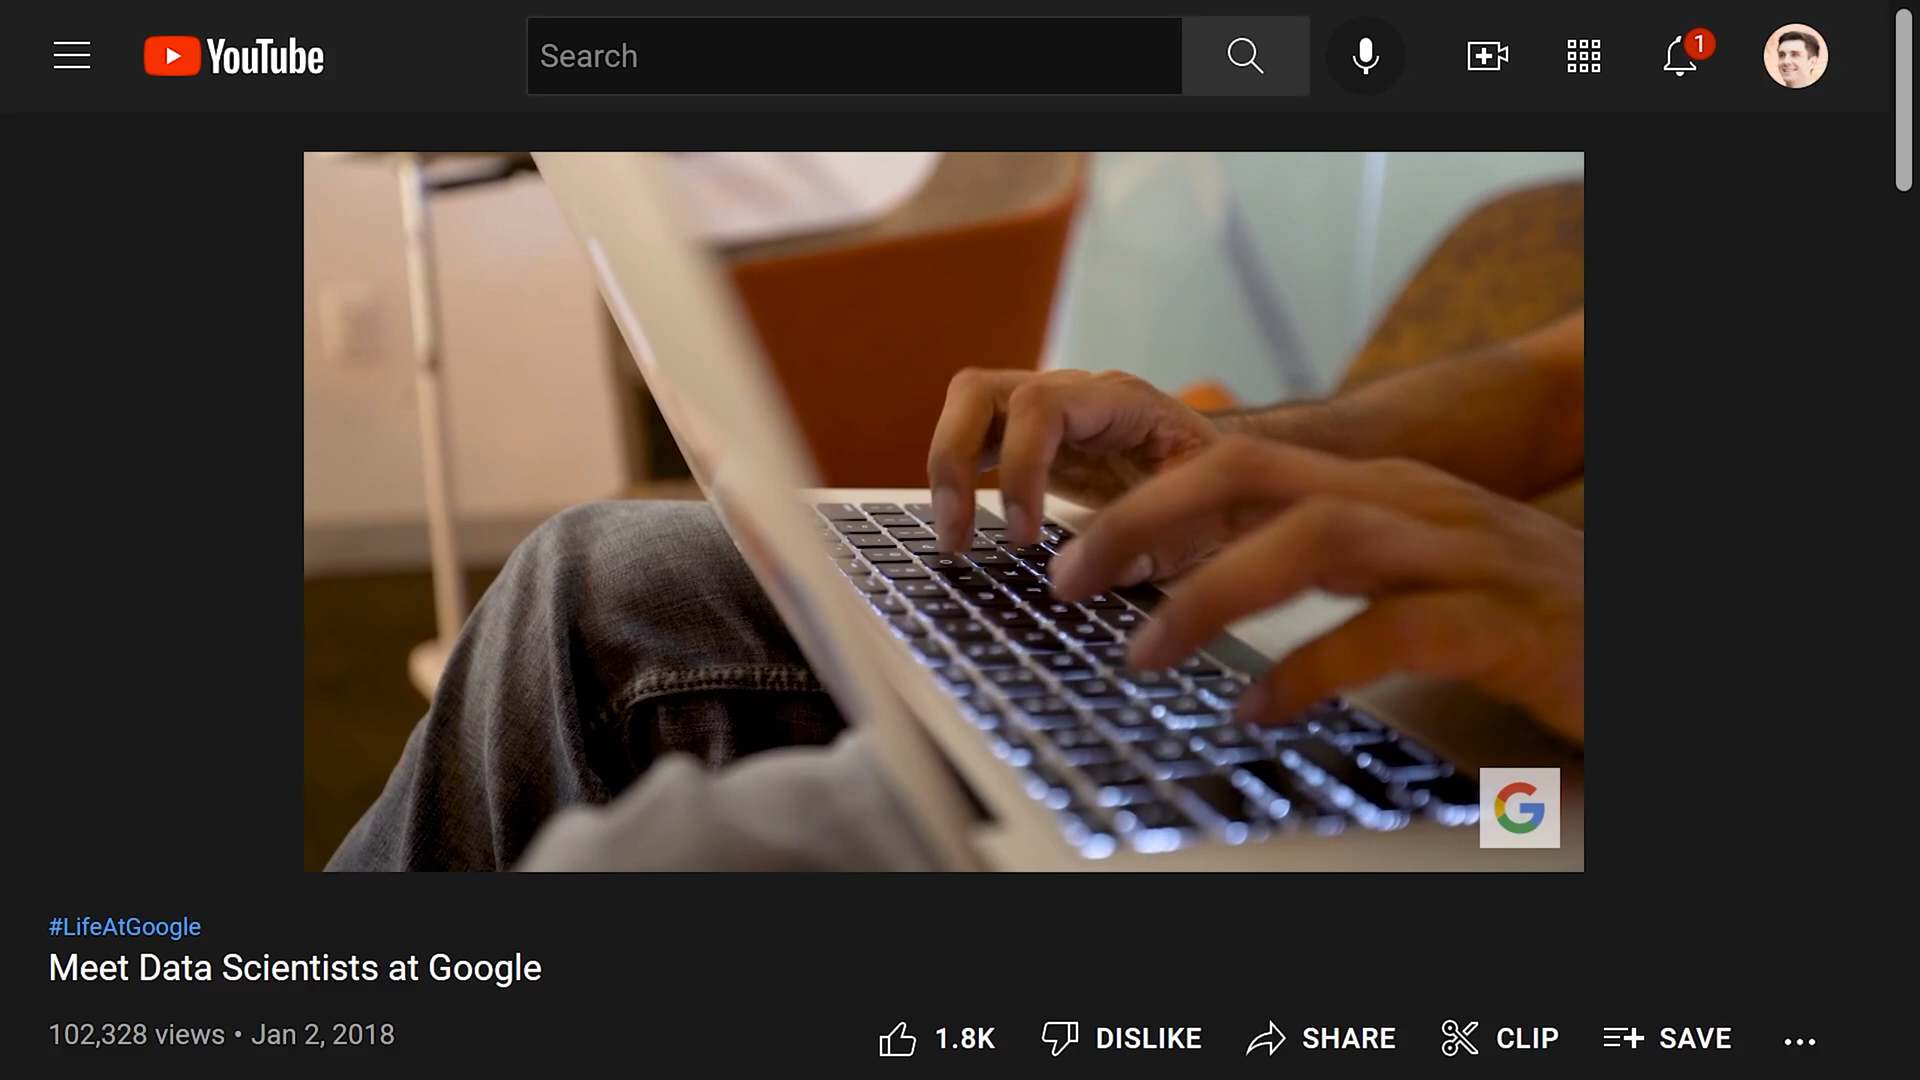 YouTube
Search
1
#LifeAtGoogle
Meet Data Scientists at Google
102,328 views • Jan 2, 2018
1.8K
DISLIKE
SHARE
CLIP
SAVE